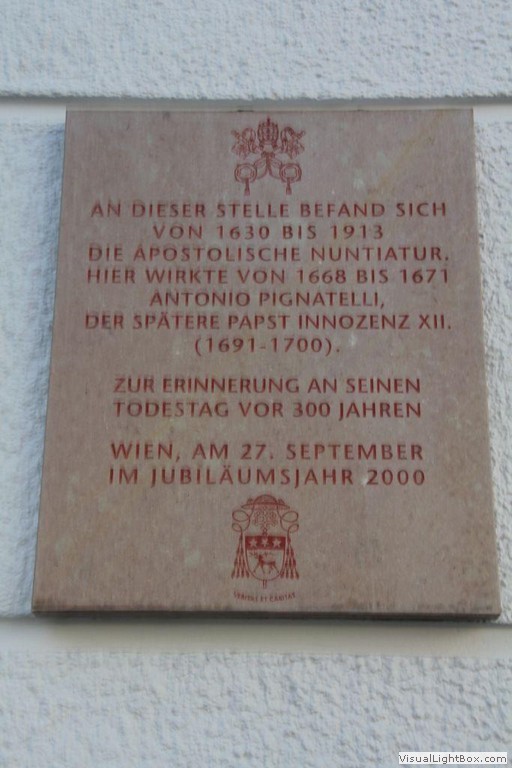 AN DIESER STELLE BEFAND SICH
VON 1630 BIS 1913
DIE APOSTOLISCHE NUNTIATUR.
HIER WIRKTE VON 1668 BIS 1671
ANTONIO PIGNATELLI,
DER SPÄTERE PAPST INNOZENZ XII.
(1691-1700).
ZUR ERINNERUNG AN SEINEN
TODESTAG VOR 300 JAHREN
WIEN, AM 27. SEPTEMBER
IM JUBILÄUMSJAHR 2000
VisualLightBox.com